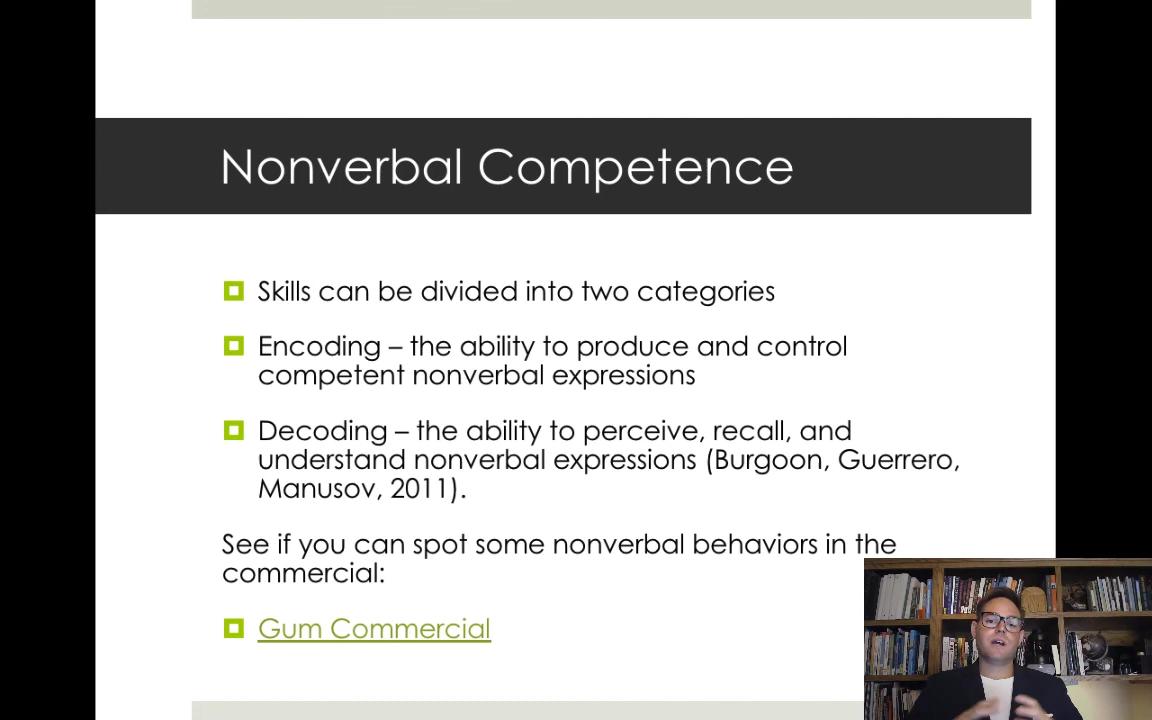 Nonverbal Competence
Skills can be divided into two categories
Encoding – the ability to produce and control
competent nonverbal expressions
Decoding – the ability to perceive, recall, and
understand nonverbal expressions (Burgoon, Guerrero,
Manusov, 2011).
See if you can spot some nonverbal behaviors in the
commercial:
Gum Commercial